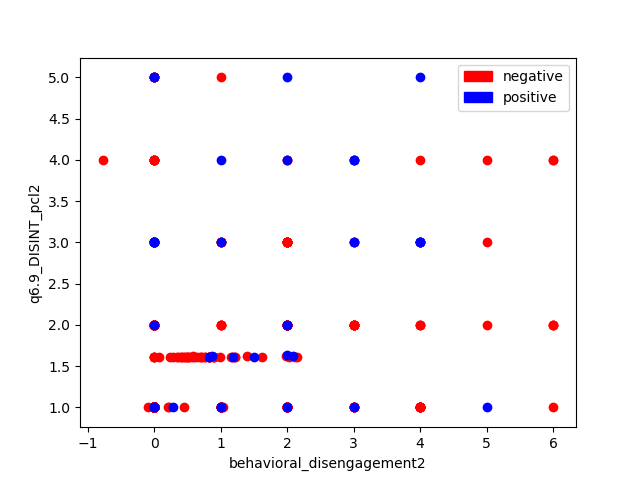 negative
positive
5.0
4.5
4.0
3.5
3.0
2.5
2.0
1.5
1.0
q6.9_DISINT_pcl2
−1 0 1 2 3 4 5 6
behavioral_disengagement2